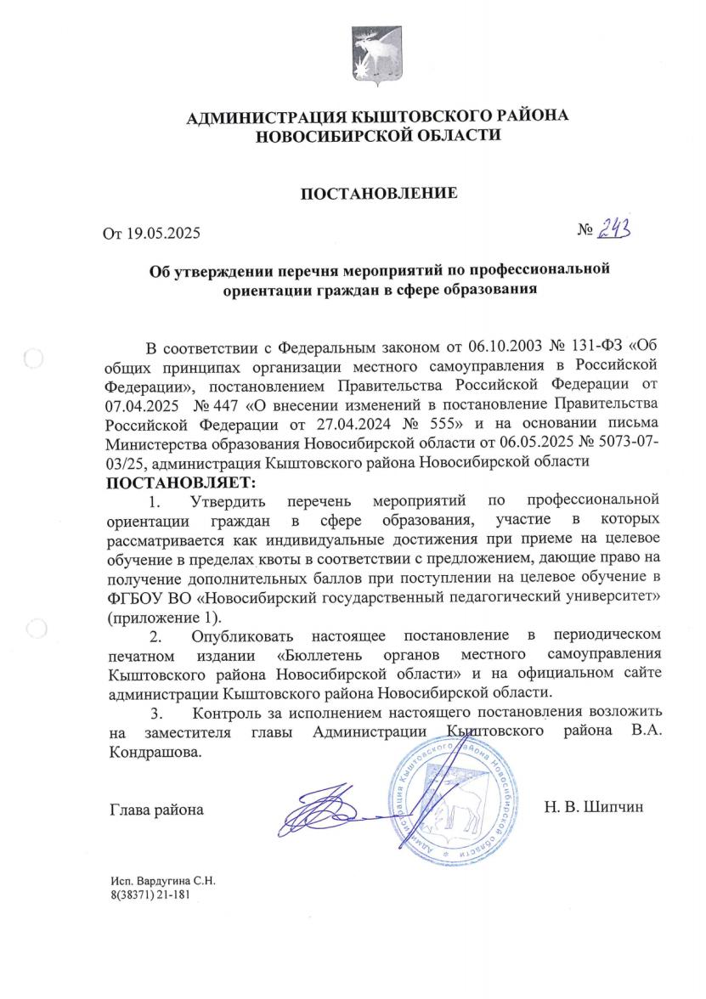 АДМИНИСТРАЦИЯ КЫШТОВСКОГО РАЙОНА
НОВОСИБИРСКОЙ ОБЛАСТИ
ПОСТАНОВЛЕНИЕ
От 19.05.2025
№ 243
Об утверждении перечня мероприятий по профессиональной
ориентации граждан в сфере образования
В соответствии с Федеральным законом от 06.10.2003 № 131-ФЗ «Об
общих принципах организации местного самоуправления в Российской
Федерации», постановлением Правительства Российской Федерации от
07.04.2025 № 447 «О внесении изменений в постановление Правительства
Российской Федерации от 27.04.2024 № 555» и на основании письма
Министерства образования Новосибирской области от 06.05.2025 № 5073-07-
03/25, администрация Кыштовского района Новосибирской области
ПОСТАНОВЛЯЕТ:
1. Утвердить перечень мероприятий по профессиональной
ориентации граждан в сфере образования, участие в которых
рассматривается как индивидуальные достижения при приеме на целевое
обучение в пределах квоты в соответствии с предложением, дающие право на
получение дополнительных баллов при поступлении на целевое обучение в
ФГБОУ ВО «Новосибирский государственный педагогический университет»
(приложение 1).
2. Опубликовать настоящее постановление в периодическом
печатном издании «Бюллетень органов местного самоуправления
Кыштовского района Новосибирской области» и на официальном сайте
администрации Кыштовского района Новосибирской области.
3. Контроль за исполнением настоящего постановления возложить
на заместителя главы Администрации Кыштовского района В.А.
Кондрашова.
Администрация Кыштовского района Новосибирской области
Глава района
Н. В. Шипчин
Исп. Вардугина С.Н.
8(38371) 21-181